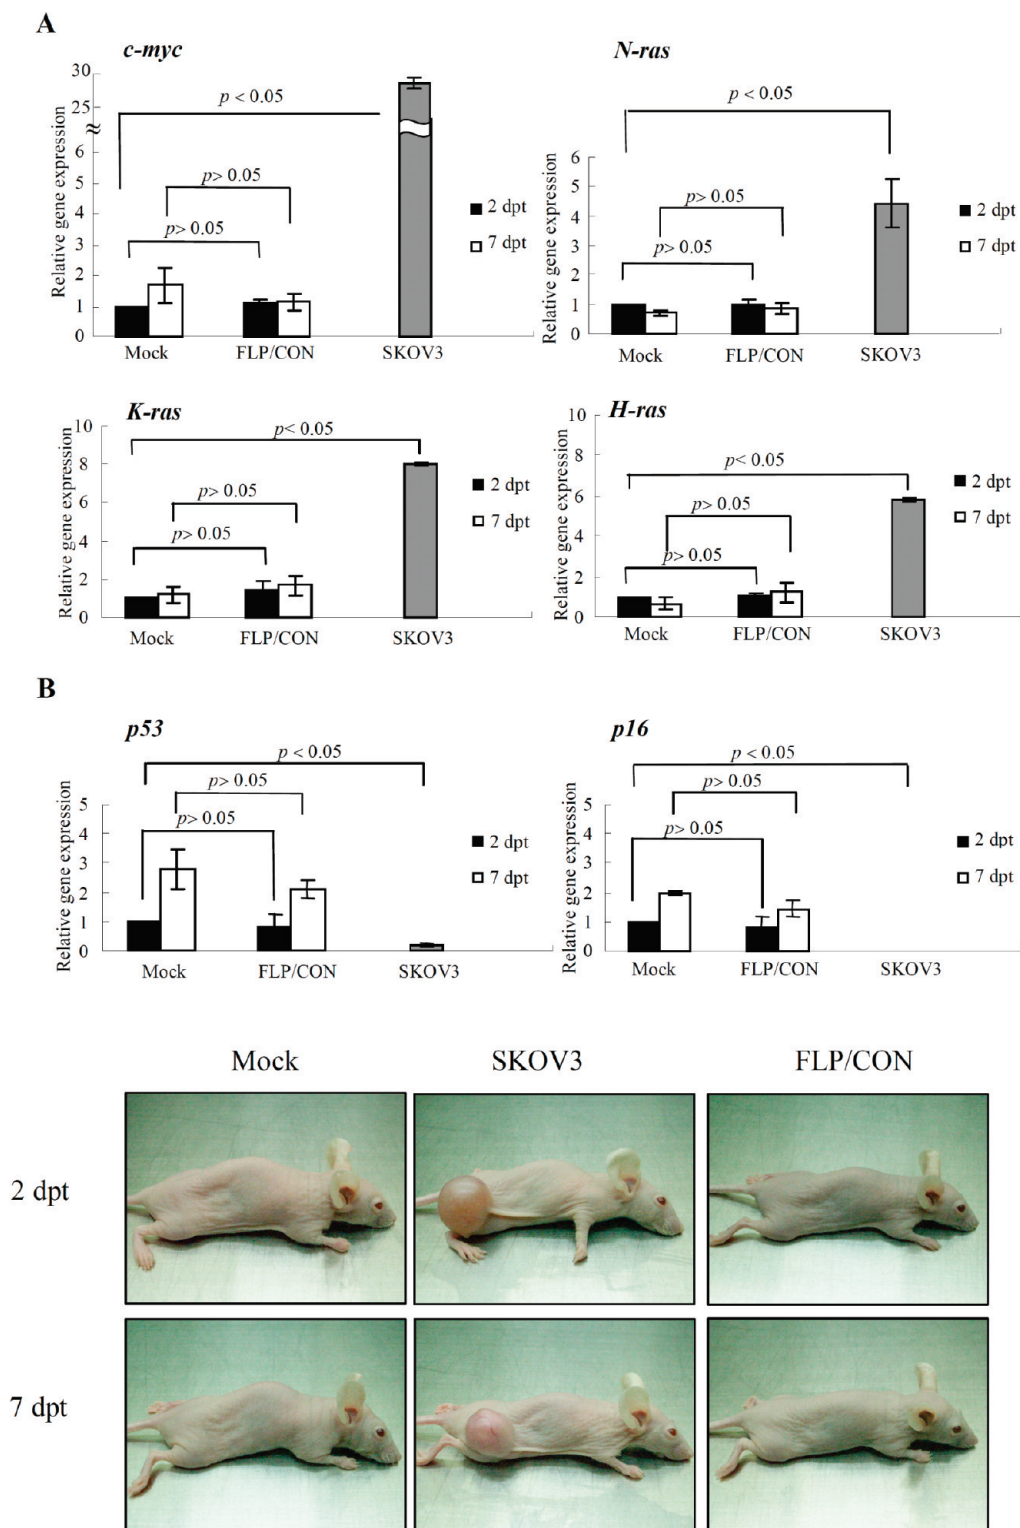 A
c-myc
Relative gene expression
30
25
≈
6
5
4
3
2
1
0
p < 0.05
p> 0.05
p> 0.05
2 dpt
7 dpt
Mock
FLP/CON
SKOV3
N-ras
Relative gene expression
6
5
4
3
2
1
0
p < 0.05
p> 0.05
p> 0.05
2 dpt
7 dpt
Mock
FLP/CON
SKOV3
K-ras
Relative gene expression
10
8
6
4
2
0
p< 0.05
p> 0.05
p> 0.05
2 dpt
7 dpt
Mock
FLP/CON
SKOV3
H-ras
Relative gene expression
10
8
6
4
2
0
p< 0.05
p> 0.05
p> 0.05
2 dpt
7 dpt
Mock
FLP/CON
SKOV3
B
p53
Relative gene expression
5
4
3
2
1
0
p < 0.05
p> 0.05
p> 0.05
2 dpt
7 dpt
Mock
FLP/CON
SKOV3
p16
Relative gene expression
5
4
3
2
1
0
p < 0.05
p> 0.05
p> 0.05
2 dpt
7 dpt
Mock
FLP/CON
SKOV3
Mock
SKOV3
FLP/CON
2 dpt
7 dpt